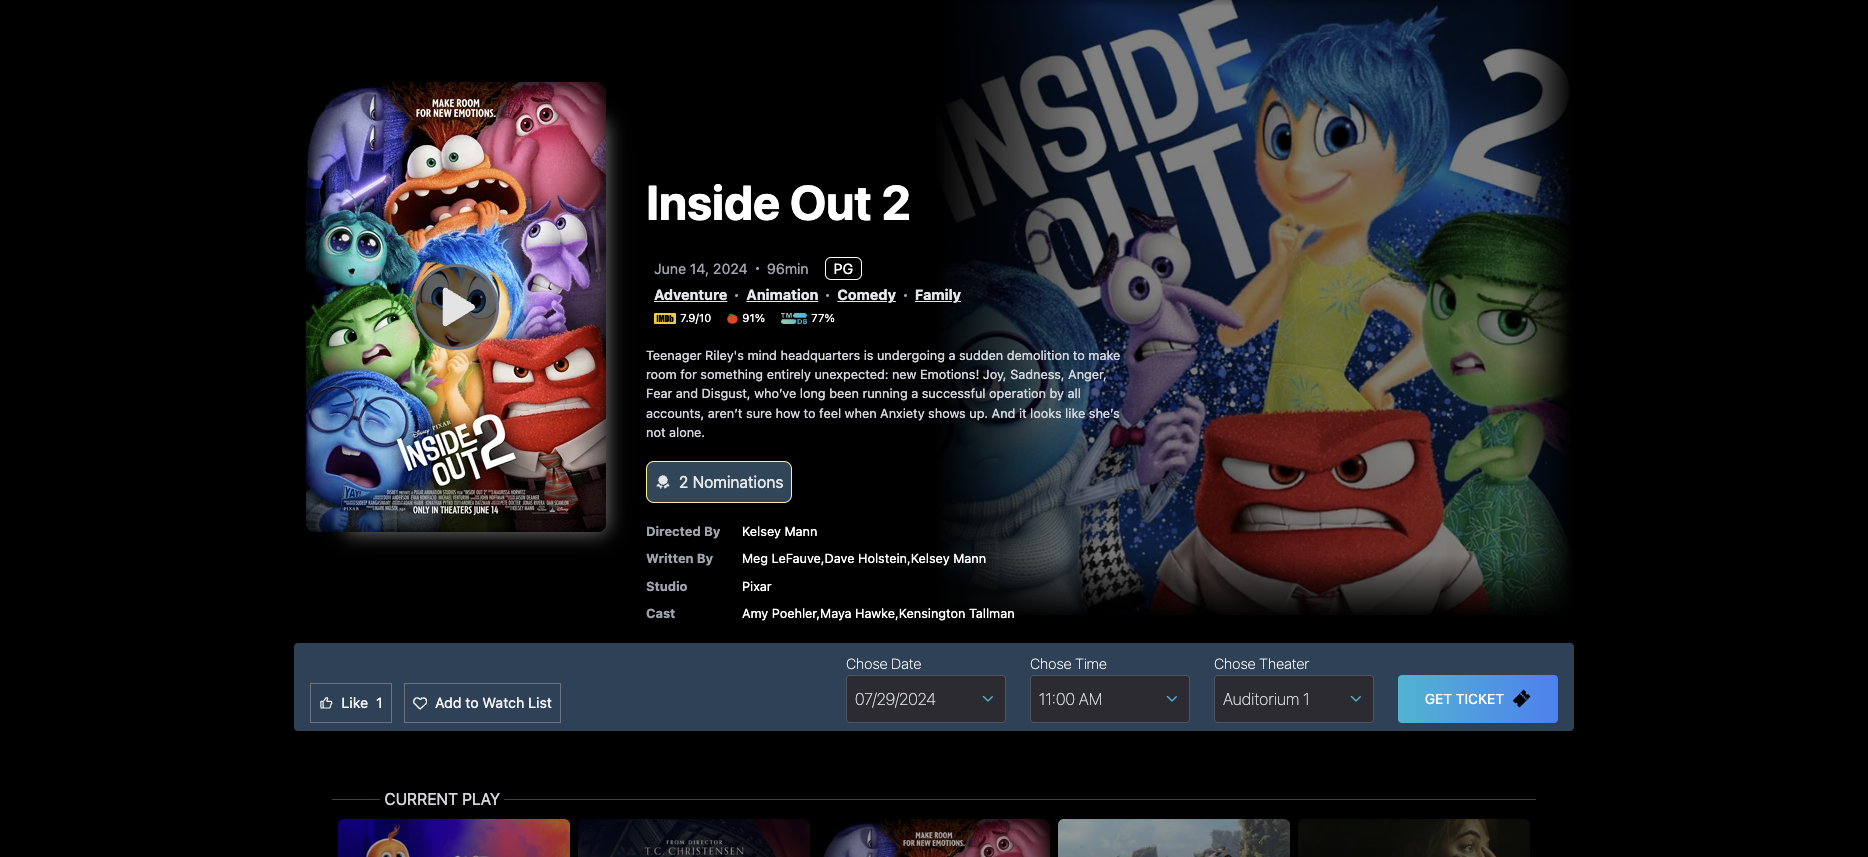 MAKE ROOM
FOR NEW EMOTIONS.
Disney PIXAR
INSIDE
OUT 2
ONLY IN THEATERS JUNE 14
INSIDE
OUT 2
Inside Out 2
June 14, 2024 • 96min PG
Adventure • Animation • Comedy • Family
IMDb 7.9/10 91% TMDB 77%
Teenager Riley's mind headquarters is undergoing a sudden demolition to make
room for something entirely unexpected: new Emotions! Joy, Sadness, Anger,
Fear and Disgust, who’ve long been running a successful operation by all
accounts, aren’t sure how to feel when Anxiety shows up. And it looks like she’s
not alone.
2 Nominations
Directed By Kelsey Mann
Written By Meg LeFauve,Dave Holstein,Kelsey Mann
Studio Pixar
Cast Amy Poehler,Maya Hawke,Kensington Tallman
Like 1
Add to Watch List
Chose Date
07/29/2024
Chose Time
11:00 AM
Chose Theater
Auditorium 1
GET TICKET
CURRENT PLAY
FROM DIRECTOR
T.C. CHRISTENSEN
MAKE ROOM
FOR NEW EMOTIONS.